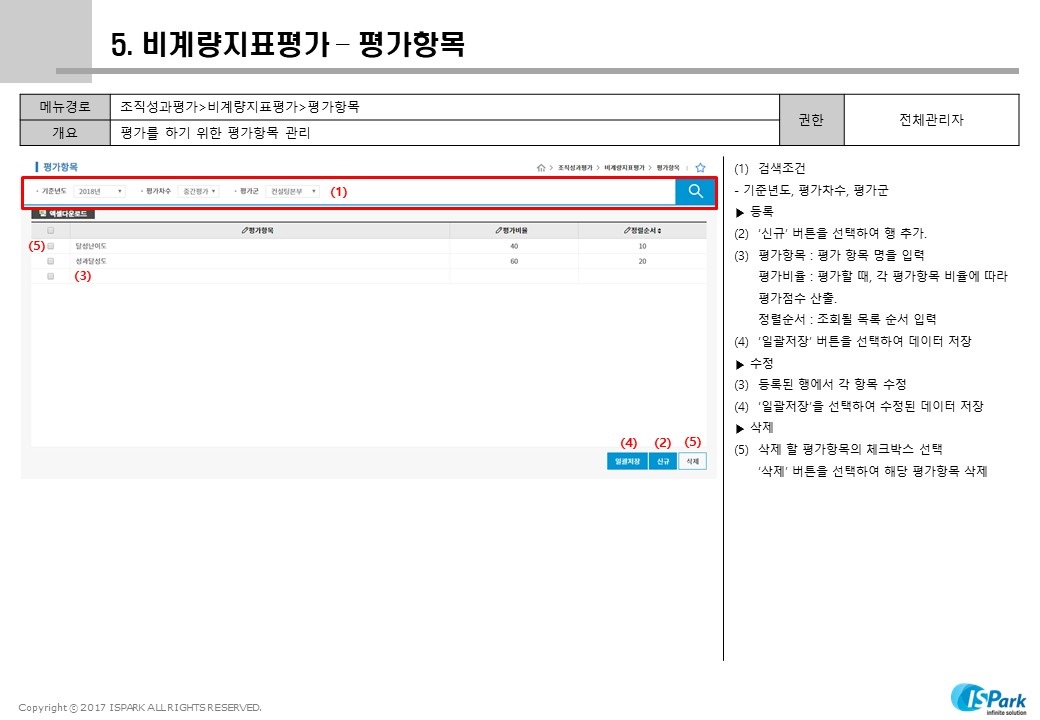 5. 비계량지표평가 – 평가항목
메뉴경로 조직성과평가>비계량지표평가>평가항목 권한 전체관리자
개요 평가를 하기 위한 평가항목 관리
평가항목
조직성과평가 > 비계량지표평가 > 평가항목
기준년도 2018년 평가차수 중간평가 평가군 컨설팅본부 (1)
엑셀다운로드
평가항목 평가비율 정렬순서
(5) 달성난이도 40 10
성과달성도 60 20
(3)
(4) (2) (5)
일괄저장 신규 삭제
(1) 검색조건
- 기준년도, 평가차수, 평가군
▶ 등록
(2) ‘신규’ 버튼을 선택하여 행 추가.
(3) 평가항목 : 평가 항목 명을 입력
평가비율 : 평가할 때, 각 평가항목 비율에 따라
평가점수 산출.
정렬순서 : 조회될 목록 순서 입력
(4) ‘일괄저장’ 버튼을 선택하여 데이터 저장
▶ 수정
(3) 등록된 행에서 각 항목 수정
(4) ‘일괄저장’을 선택하여 수정된 데이터 저장
▶ 삭제
(5) 삭제 할 평가항목의 체크박스 선택
‘삭제’ 버튼을 선택하여 해당 평가항목 삭제
Copyright ⓒ 2017 ISPARK ALL RIGHTS RESERVED.
ISPark
infinite solution